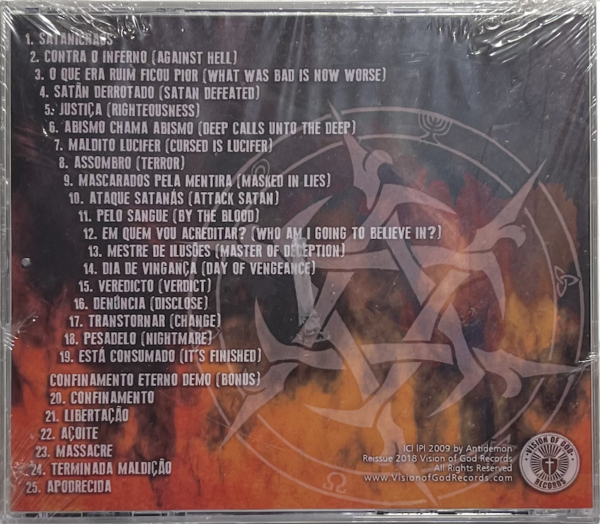 1. SATANICHAOS
2. CONTRA O INFERNO (AGAINST HELL)
3. O QUE ERA RUIM FICOU PIOR (WHAT WAS BAD IS NOW WORSE)
4. SATÃN DERROTADO (SATAN DEFEATED)
5. JUSTIÇA (RIGHTEOUSNESS)
6. ABISMO CHAMA ABISMO (DEEP CALLS UNTO THE DEEP)
7. MALDITO LUCIFER (CURSED IS LUCIFER)
8. ASSOMBRO (TERROR)
9. MASCARADOS PELA MENTIRA (MASKED IN LIES)
10. ATAQUE SATANÁS (ATTACK SATAN)
11. PELO SANGUE (BY THE BLOOD)
12. EM QUEM VOU ACREDITAR? (WHO AM I GOING TO BELIEVE IN?)
13. MESTRE DE ILUSÕES (MASTER OF DECEPTION)
14. DIA DE VINGANÇA (DAY OF VENGEANCE)
15. VEREDICTO (VERDICT)
16. DENÚNCIA (DISCLOSE)
17. TRANSTORNAR (CHANGE)
18. PESADELO (NIGHTMARE)
19. ESTÁ CONSUMADO (IT'S FINISHED)
CONFINAMENTO ETERNO DEMO (BONUS)
20. CONFINAMENTO
21. LIBERTAÇÃO
22. AÇOITE
23. MASSACRE
24. TERMINADA MALDIÇÃO
25. APODRECIDA
(C) (P) 2009 by Antidemon
Reissue 2018 Vision of God Records
All Rights Reserved
www.VisionofGodRecords.com
VISION OF GOD
RECORDS